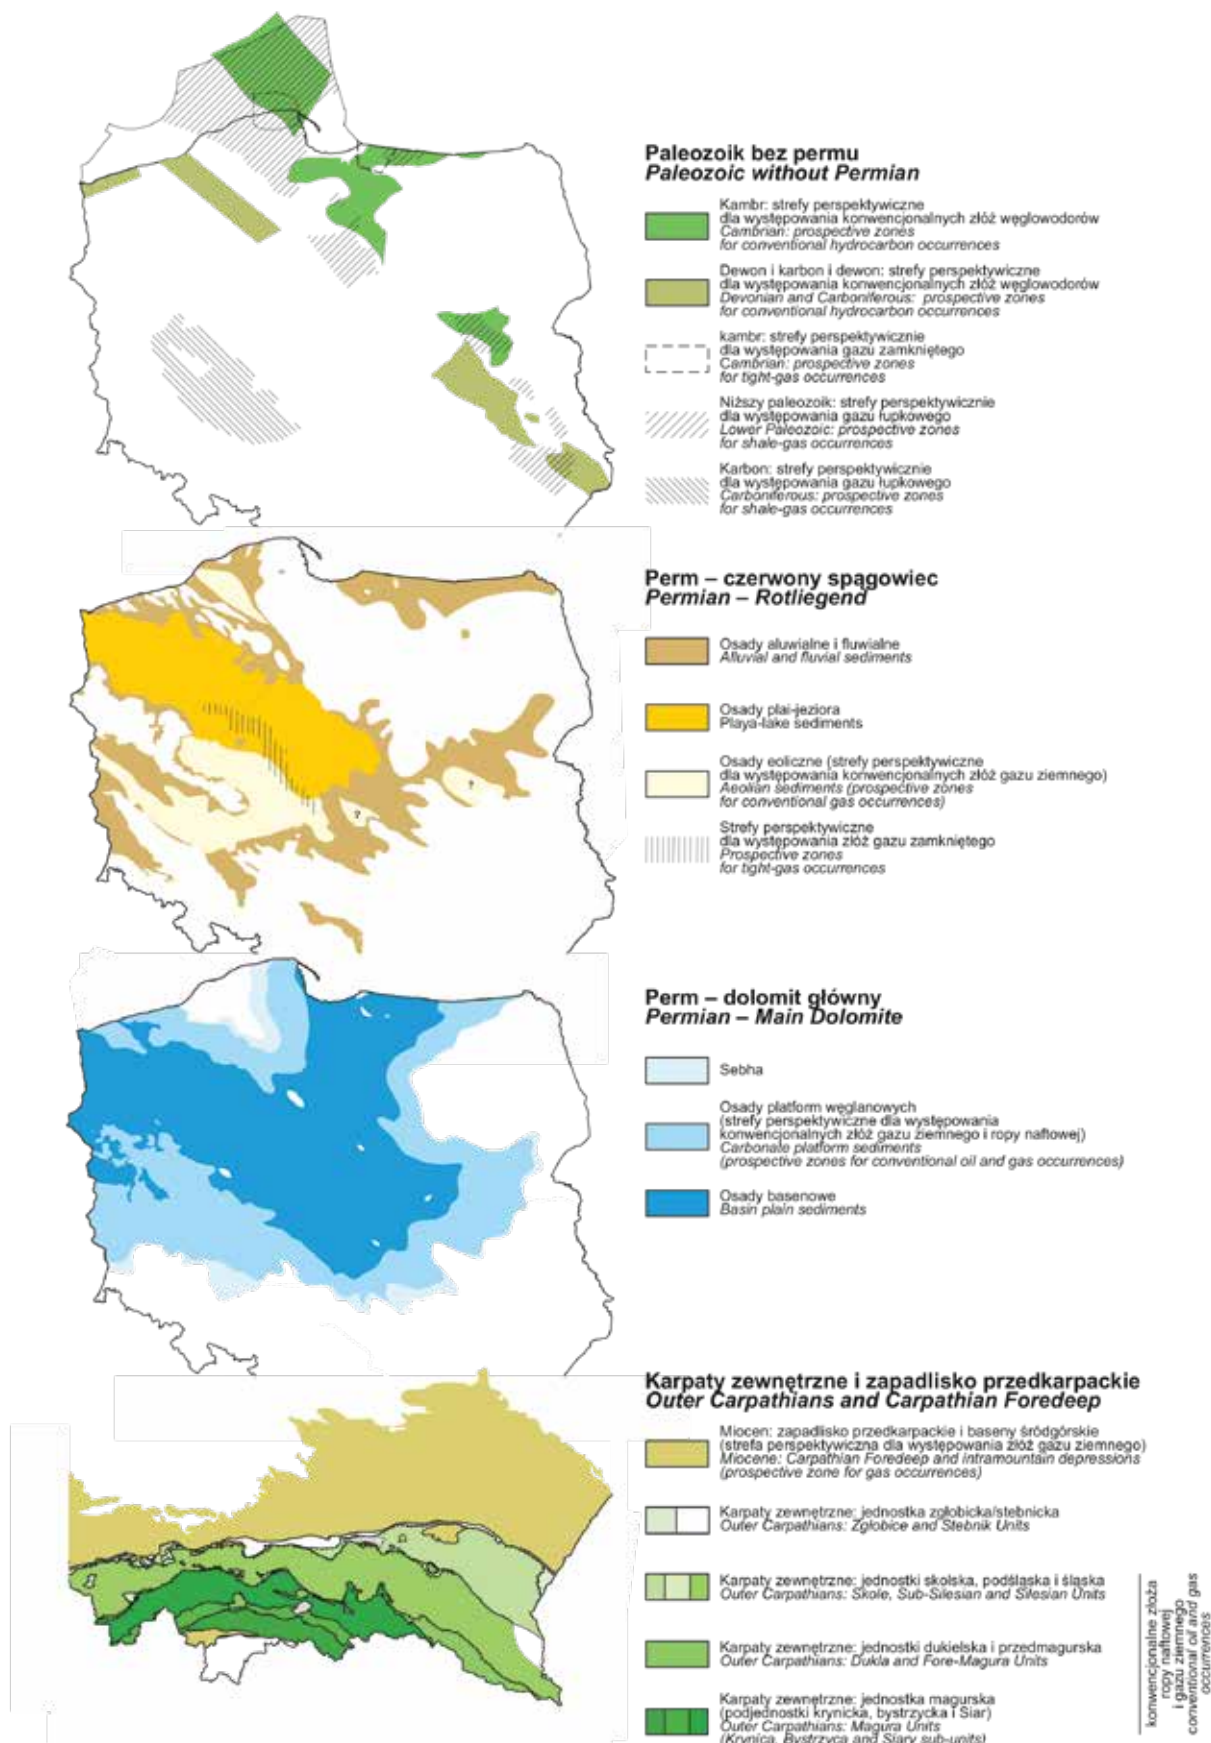 Paleozoik bez permu
Paleozoic without Permian
Kambr: strefy perspektywiczne
dla występowania konwencjonalnych złóż węglowodorów
Cambrian: prospective zones
for conventional hydrocarbon occurrences
Dewon i karbon i dewon: strefy perspektywiczne
dla występowania konwencjonalnych złóż węglowodorów
Devonian and Carboniferous: prospective zones
for conventional hydrocarbon occurrences
kambr: strefy perspektywicznie
dla występowania gazu zamkniętego
Cambrian: prospective zones
for tight-gas occurrences
Niższy paleozoik: strefy perspektywicznie
dla występowania gazu łupkowego
Lower Paleozoic: prospective zones
for shale-gas occurrences
Karbon: strefy perspektywicznie
dla występowania gazu łupkowego
Carboniferous: prospective zones
for shale-gas occurrences
Perm – czerwony spągowiec
Permian – Rotliegend
Osady aluwialne i fluwialne
Alluvial and fluvial sediments
Osady plai-jeziora
Playa-lake sediments
Osady eoliczne (strefy perspektywiczne
dla występowania konwencjonalnych złóż gazu ziemnego)
Aeolian sediments (prospective zones
for conventional gas occurrences)
Strefy perspektywiczne
dla występowania złóż gazu zamkniętego
Prospective zones
for tight-gas occurrences
?
?
Perm – dolomit główny
Permian – Main Dolomite
Sebha
Osady platform węglanowych
(strefy perspektywiczne dla występowania
konwencjonalnych złóż gazu ziemnego i ropy naftowej)
Carbonate platform sediments
(prospective zones for conventional oil and gas occurrences)
Osady basenowe
Basin plain sediments
Karpaty zewnętrzne i zapadlisko przedkarpackie
Outer Carpathians and Carpathian Foredeep
Miocen: zapadlisko przedkarpackie i baseny śródgórskie
(strefa perspektywiczna dla występowania złóż gazu ziemnego)
Miocene: Carpathian Foredeep and intramountain depressions
(prospective zone for gas occurrences)
Karpaty zewnętrzne: jednostka zgłobicka/stebnicka
Outer Carpathians: Zgłobice and Stebnik Units
Karpaty zewnętrzne: jednostki skolska, podśląska i śląska
Outer Carpathians: Skole, Sub-Silesian and Silesian Units
Karpaty zewnętrzne: jednostki dukielska i przedmagurska
Outer Carpathians: Dukla and Fore-Magura Units
Karpaty zewnętrzne: jednostka magurska
(podjednostki krynicka, bystrzycka i Siar)
Outer Carpathians: Magura Units
(Krynica, Bystrzyca and Siary sub-units)
konwencjonalne złoża
ropy naftowej
i gazu ziemnego
conventional oil and gas
occurrences